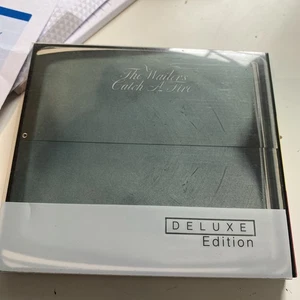 The Wailers
Catch A Fire
DELUXE
Edition